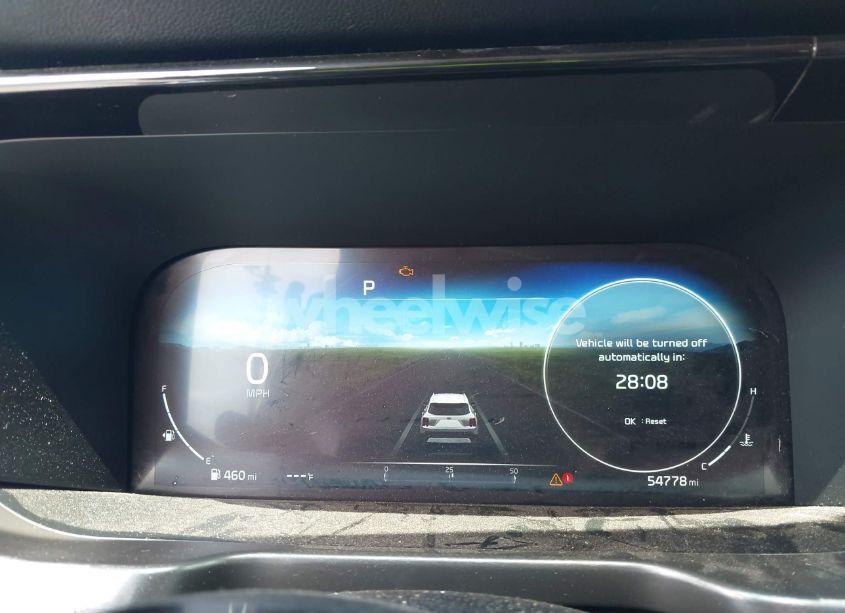 P
wheelwise
Vehicle will be turned off
automatically in:
0
MPH
28:08
OK : Reset
F
H
E
C
460 mi
---°F
0 25 50
1
54778 mi